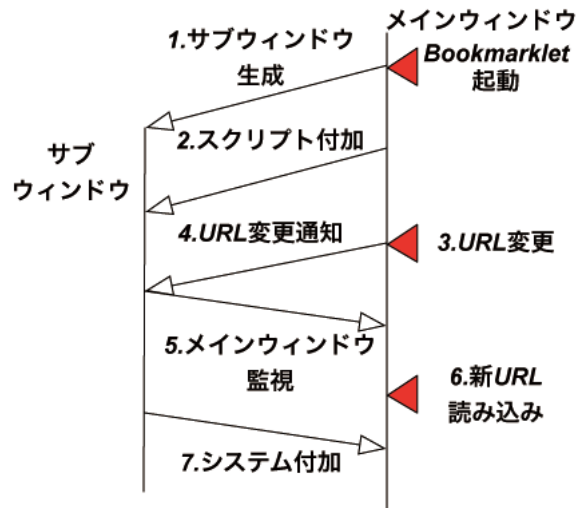 メインウィンドウ
Bookmarklet
起動
1.サブウィンドウ
生成
2.スクリプト付加
サブ
ウィンドウ
4.URL変更通知
3.URL変更
5.メインウィンドウ
監視
6.新URL
読み込み
7.システム付加